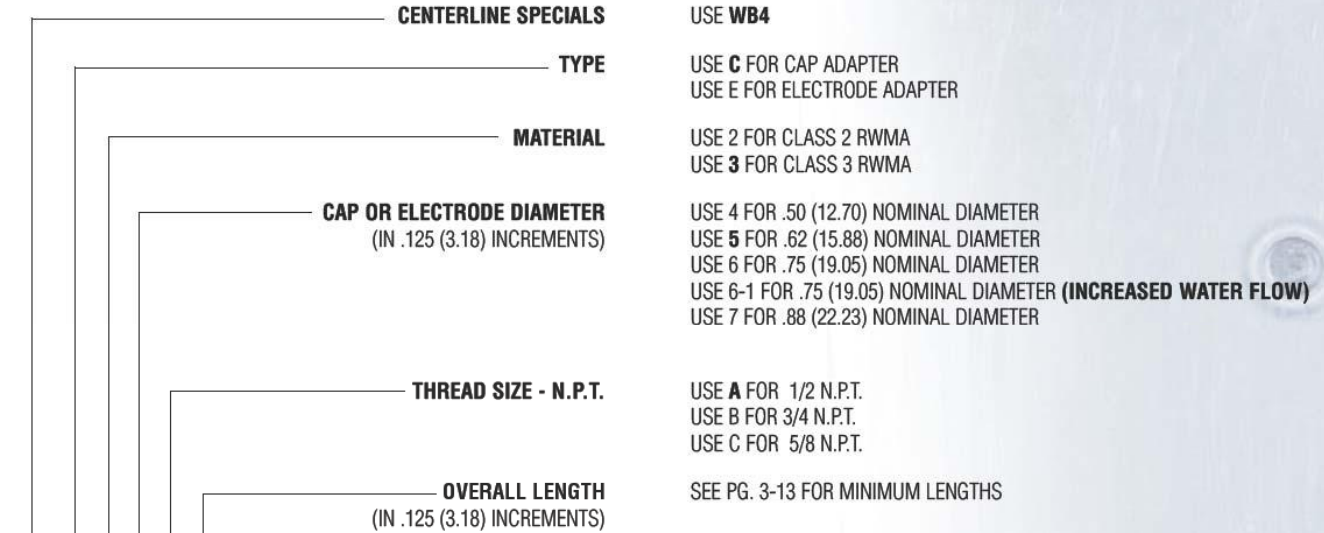 CENTERLINE SPECIALS USE WB4
TYPE USE C FOR CAP ADAPTER
USE E FOR ELECTRODE ADAPTER
MATERIAL USE 2 FOR CLASS 2 RWMA
USE 3 FOR CLASS 3 RWMA
CAP OR ELECTRODE DIAMETER USE 4 FOR .50 (12.70) NOMINAL DIAMETER
(IN .125 (3.18) INCREMENTS) USE 5 FOR .62 (15.88) NOMINAL DIAMETER
USE 6 FOR .75 (19.05) NOMINAL DIAMETER
USE 6-1 FOR .75 (19.05) NOMINAL DIAMETER (INCREASED WATER FLOW)
USE 7 FOR .88 (22.23) NOMINAL DIAMETER
THREAD SIZE - N.P.T. USE A FOR 1/2 N.P.T.
USE B FOR 3/4 N.P.T.
USE C FOR 5/8 N.P.T.
OVERALL LENGTH SEE PG. 3-13 FOR MINIMUM LENGTHS
(IN .125 (3.18) INCREMENTS)